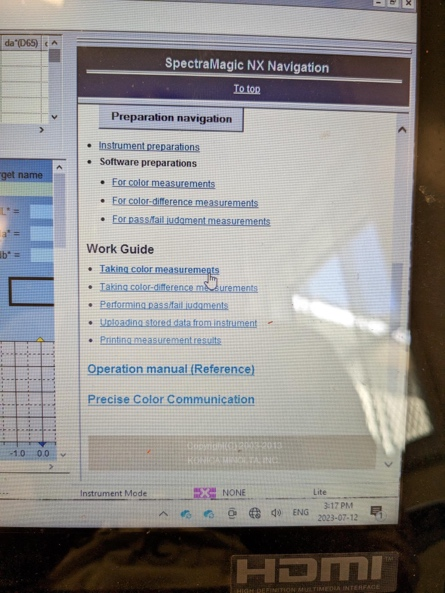 da*(D65)
SpectraMagic NX Navigation
To top
Preparation navigation
Instrument preparations
Software preparations
For color measurements
For color-difference measurements
For pass/fail judgment measurements
Work Guide
Taking color measurements
Taking color-difference measurements
Performing pass/fail judgments
Uploading stored data from instrument
Printing measurement results
Operation manual (Reference)
Precise Color Communication
KONICA MINOLTA, INC.
rget name
-1.0 0.0
Instrument Mode
NONE
Lite
ENG
3:17 PM
2023-07-12
HDMI
HIGH-DEFINITION MULTIMEDIA INTERFACE